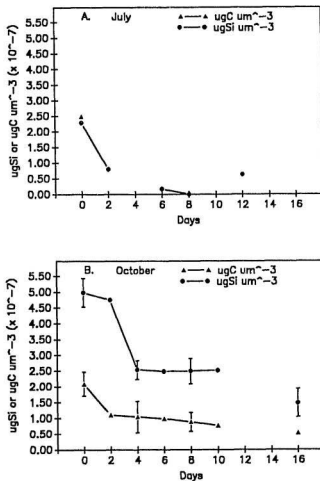 A. July
▲ ugC um^-3
● ugSi um^-3
ugSi or ugC um^-3 (x 10^-7)
5.50
5.00
4.50
4.00
3.50
3.00
2.50
2.00
1.50
1.00
0.50
0.00
0 2 4 6 8 10 12 14 16
Days
B. October
▲ ugC um^-3
● ugSi um^-3
ugSi or ugC um^-3 (x 10^-7)
5.50
5.00
4.50
4.00
3.50
3.00
2.50
2.00
1.50
1.00
0.50
0.00
0 2 4 6 8 10 12 14 16
Days